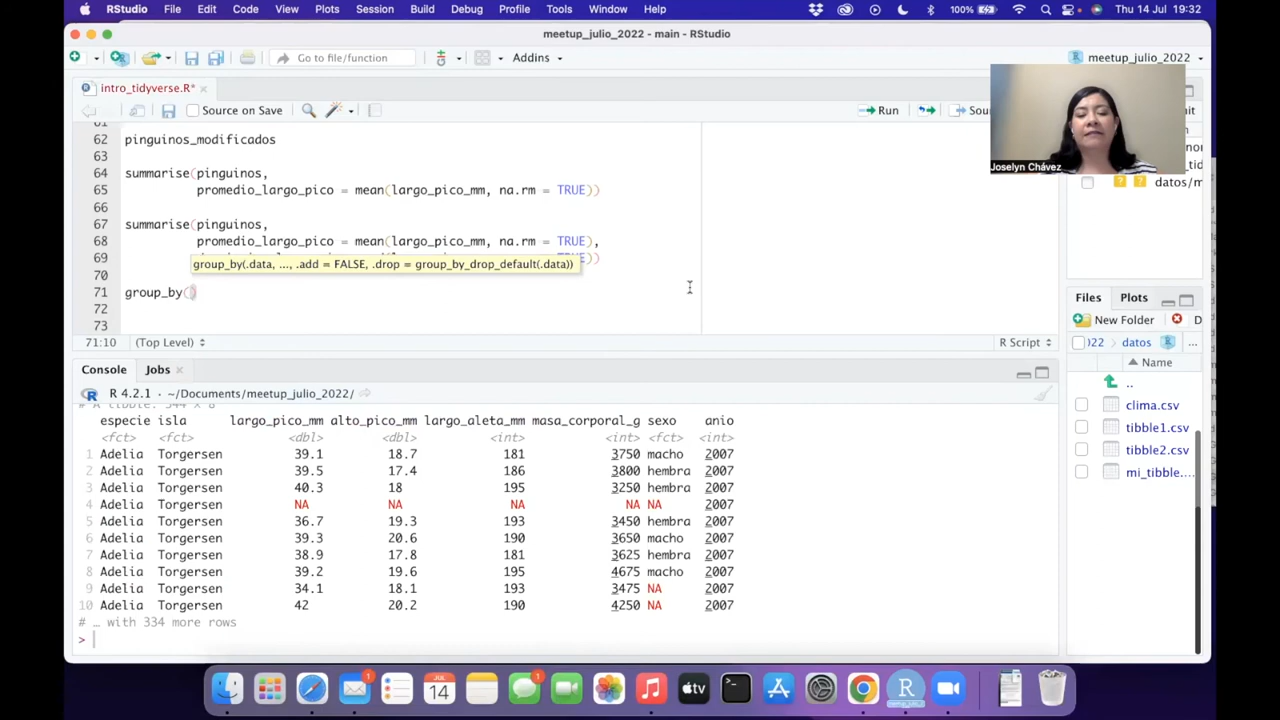 RStudio File Edit Code View Plots Session Build Debug Profile Tools Window Help 100% Thu 14 Jul 19:32
meetup_julio_2022 - main - RStudio
Go to file/function Addins meetup_julio_2022
intro_tidyverse.R*
Source on Save Run Sou
62 pinguinos_modificados
63
64 summarise(pinguinos,
65 promedio_largo_pico = mean(largo_pico_mm, na.rm = TRUE))
66
67 summarise(pinguinos,
68 promedio_largo_pico = mean(largo_pico_mm, na.rm = TRUE),
69 group_by(.data, ..., .add = FALSE, .drop = group_by_drop_default(.data))
70
71 group_by()
72
73
71:10 (Top Level) R Script
Joselyn Chávez
datos/m
Files Plots
New Folder D
022 datos ...
Name
..
clima.csv
tibble1.csv
tibble2.csv
mi_tibble....
Console Jobs
R 4.2.1 · ~/Documents/meetup_julio_2022/
# A tibble: 344 × 8
especie isla largo_pico_mm alto_pico_mm largo_aleta_mm masa_corporal_g sexo anio
<fct> <fct> <dbl> <dbl> <int> <int> <fct> <int>
1 Adelia Torgersen 39.1 18.7 181 3750 macho 2007
2 Adelia Torgersen 39.5 17.4 186 3800 hembra 2007
3 Adelia Torgersen 40.3 18 195 3250 hembra 2007
4 Adelia Torgersen NA NA NA NA NA 2007
5 Adelia Torgersen 36.7 19.3 193 3450 hembra 2007
6 Adelia Torgersen 39.3 20.6 190 3650 macho 2007
7 Adelia Torgersen 38.9 17.8 181 3625 hembra 2007
8 Adelia Torgersen 39.2 19.6 195 4675 macho 2007
9 Adelia Torgersen 34.1 18.1 193 3475 NA 2007
10 Adelia Torgersen 42 20.2 190 4250 NA 2007
# … with 334 more rows
>
1 JUL 14 1 tv R